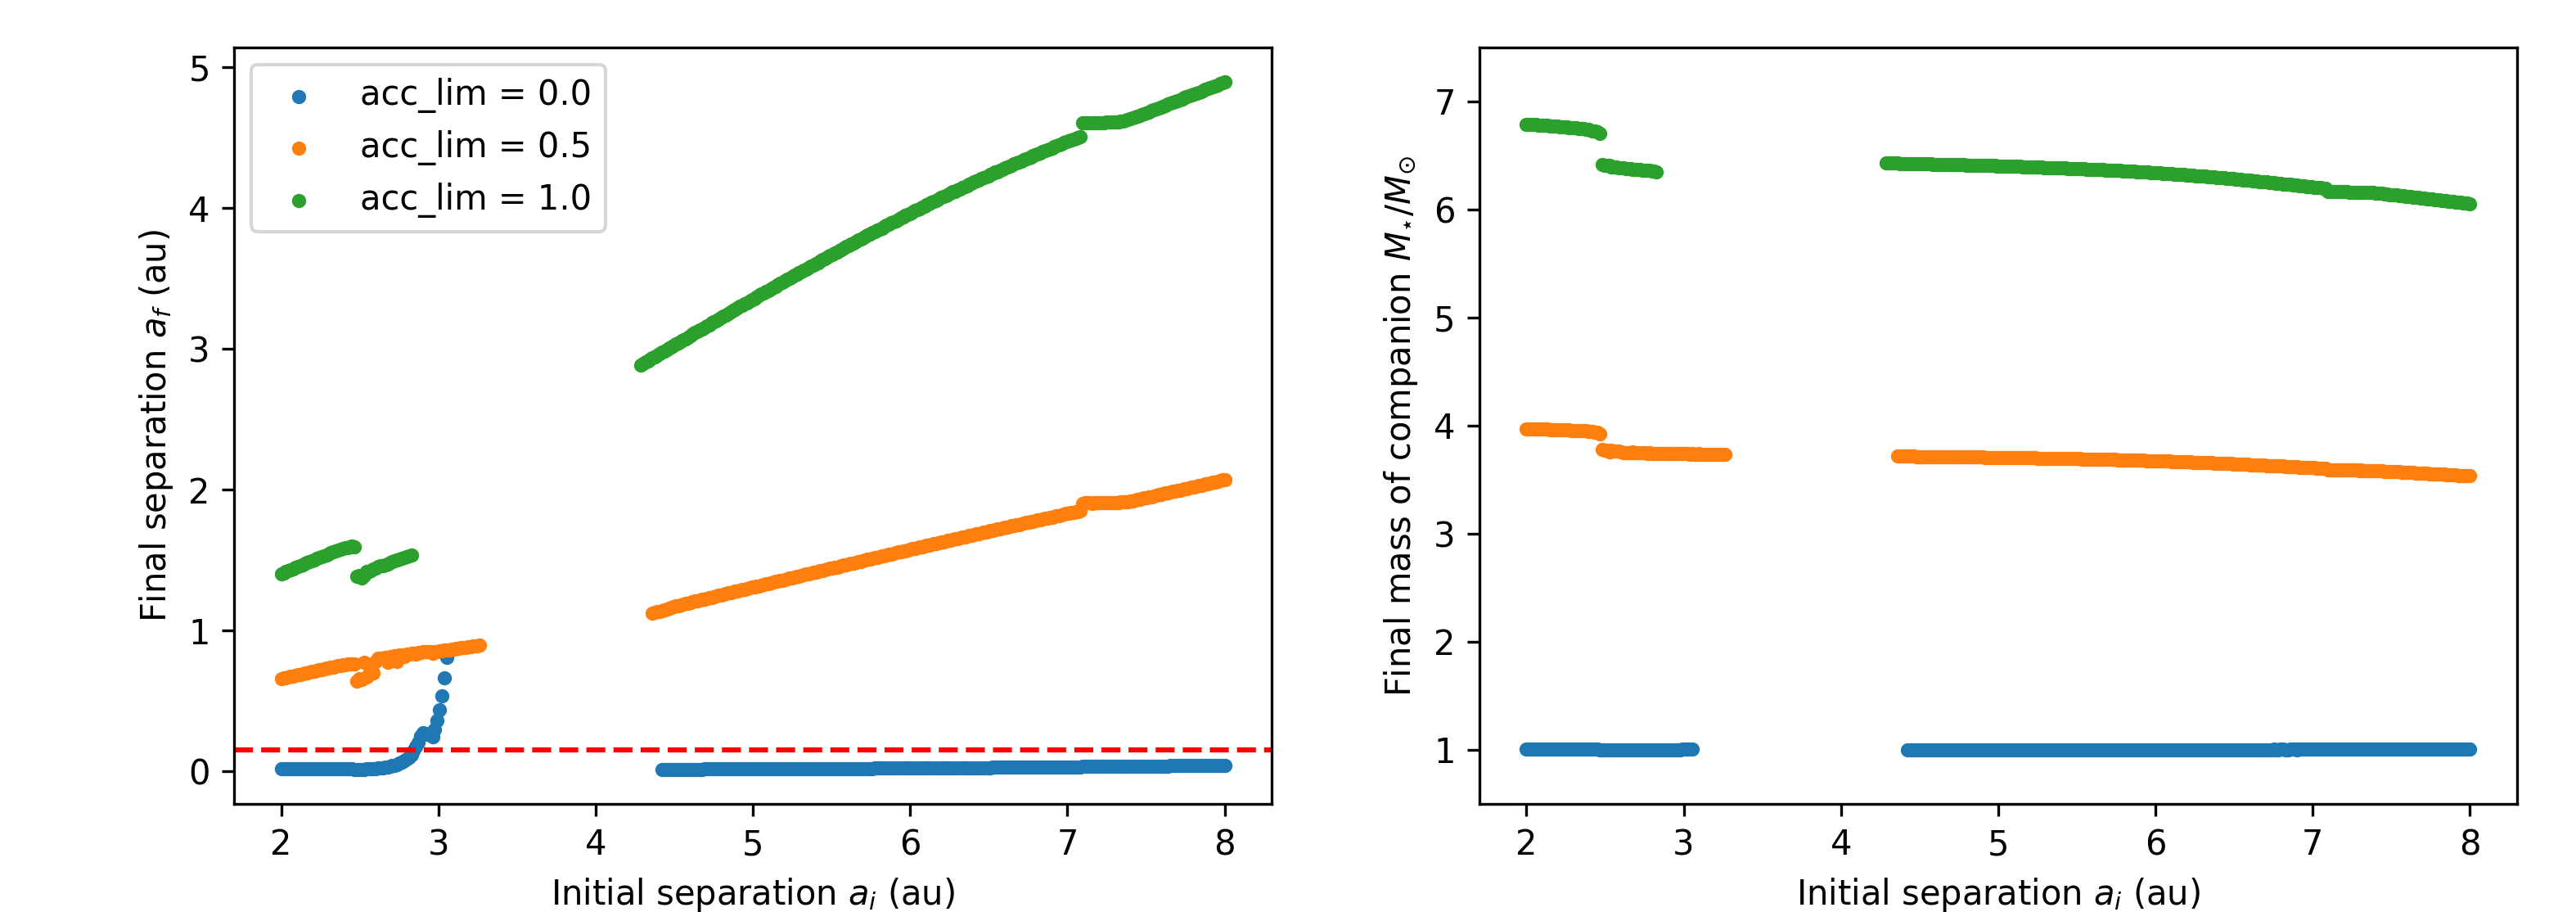 5
4
3
2
1
0
Final separation a_f (au)
acc_lim = 0.0
acc_lim = 0.5
acc_lim = 1.0
2 3 4 5 6 7 8
Initial separation a_i (au)
7
6
5
4
3
2
1
Final mass of companion M⋆/M⊙
2 3 4 5 6 7 8
Initial separation a_i (au)